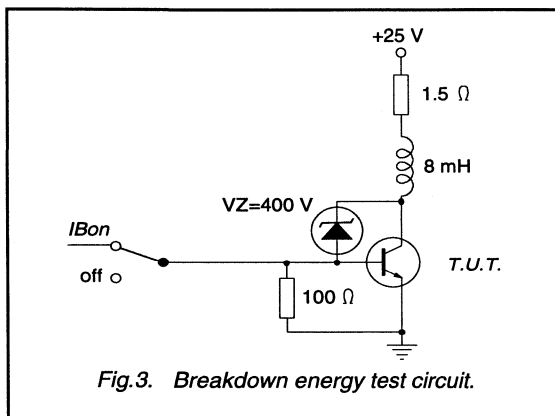 +25 V
1.5 Ω
8 mH
VZ=400 V
IBon
T.U.T.
off
100 Ω
Fig.3. Breakdown energy test circuit.